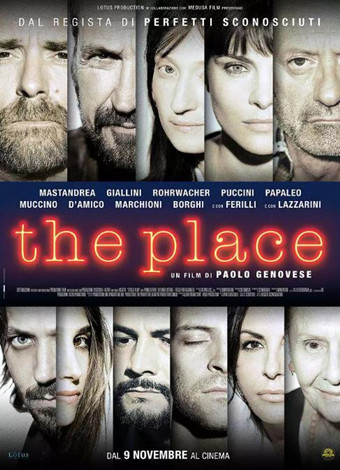 LOTUS PRODUCTION IN COLLABORAZIONE CON MEDUSA FILM PRESENTANO
DAL REGISTA DI PERFETTI SCONOSCIUTI
MASTANDREA GIALLINI ROHRWACHER PUCCINI PAPALEO
MUCCINO D'AMICO MARCHIONI BORGHI E CON FERILLI E CON LAZZARINI
the place
UN FILM DI PAOLO GENOVESE
LOTUS
DAL 9 NOVEMBRE AL CINEMA